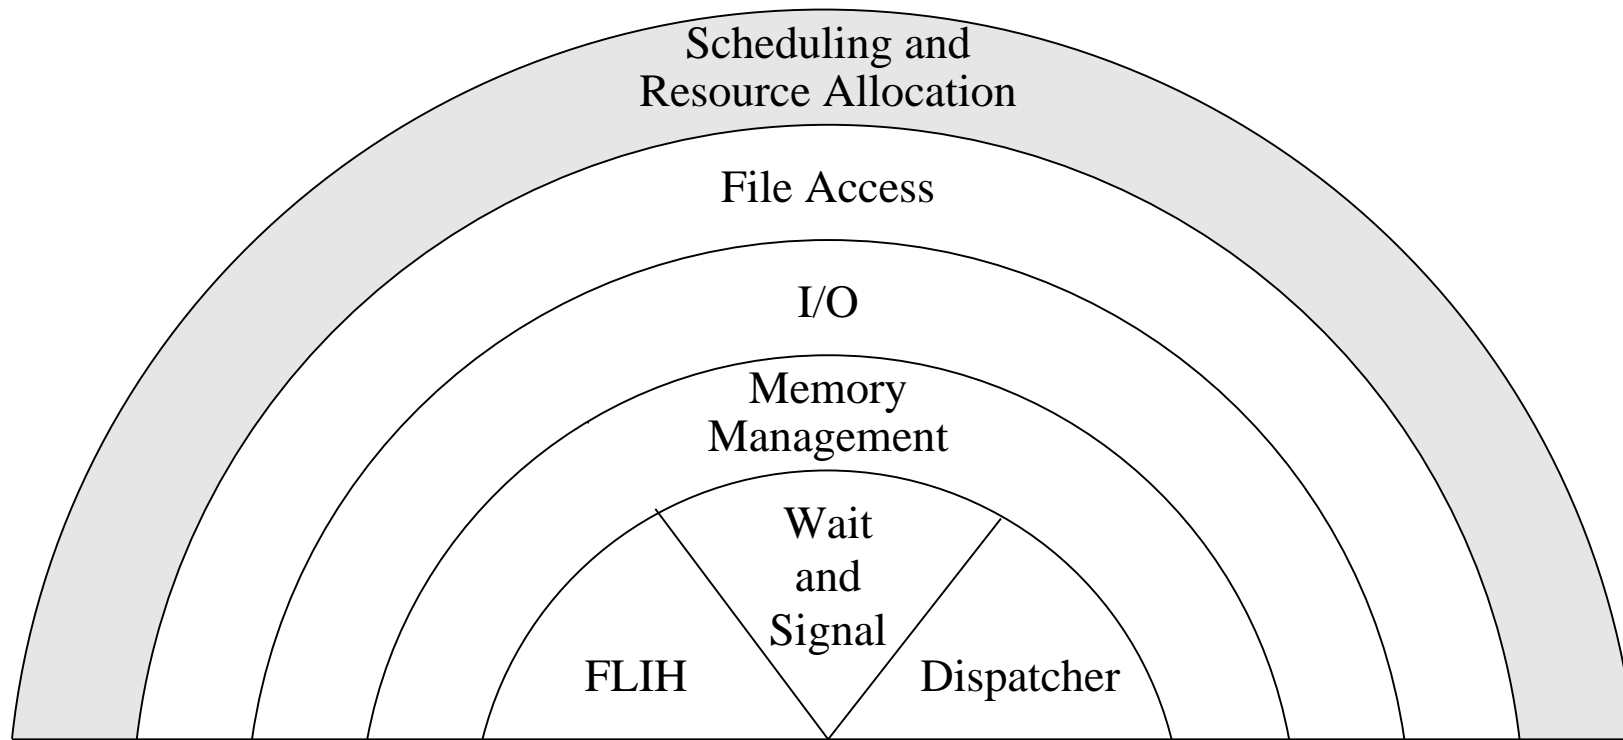 Scheduling and
Resource Allocation
File Access
I/O
Memory
Management
Wait
and
Signal
FLIH
Dispatcher